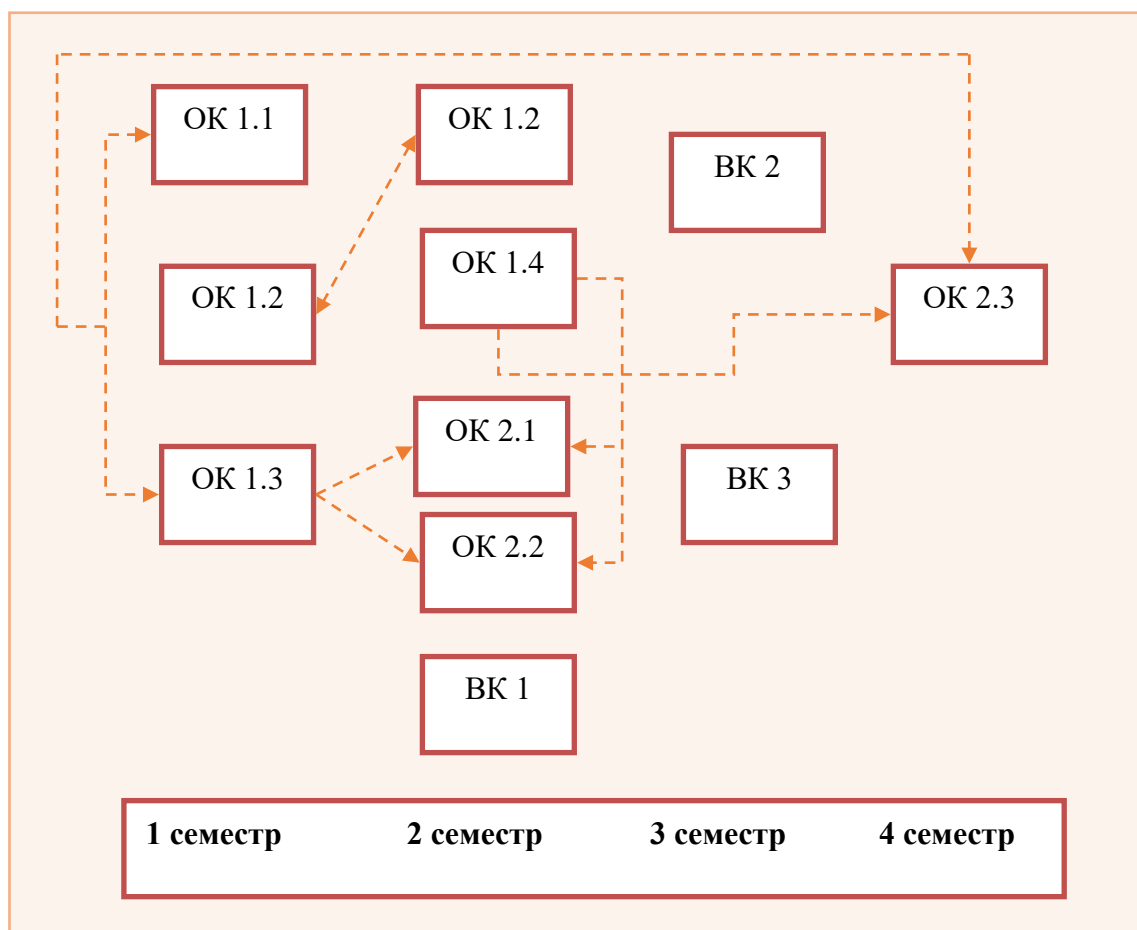 ОК 1.1
ОК 1.2
ВК 2
ОК 1.2
ОК 1.4
ОК 2.3
ОК 1.3
ОК 2.1
ВК 3
ОК 2.2
ВК 1
1 семестр 2 семестр 3 семестр 4 семестр